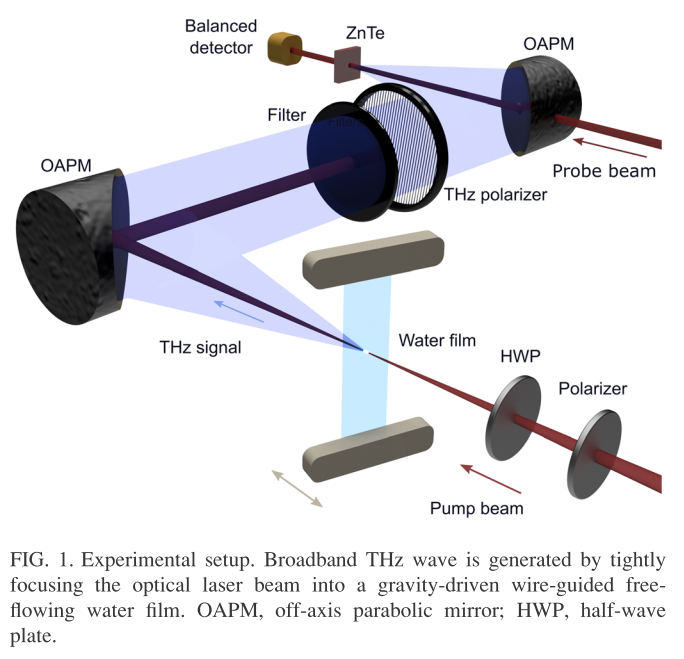 Balanced
detector
ZnTe
OAPM
Filter
OAPM
Probe beam
THz polarizer
THz signal
Water film
HWP
Polarizer
Pump beam
FIG. 1. Experimental setup. Broadband THz wave is generated by tightly
focusing the optical laser beam into a gravity-driven wire-guided free-
flowing water film. OAPM, off-axis parabolic mirror; HWP, half-wave
plate.